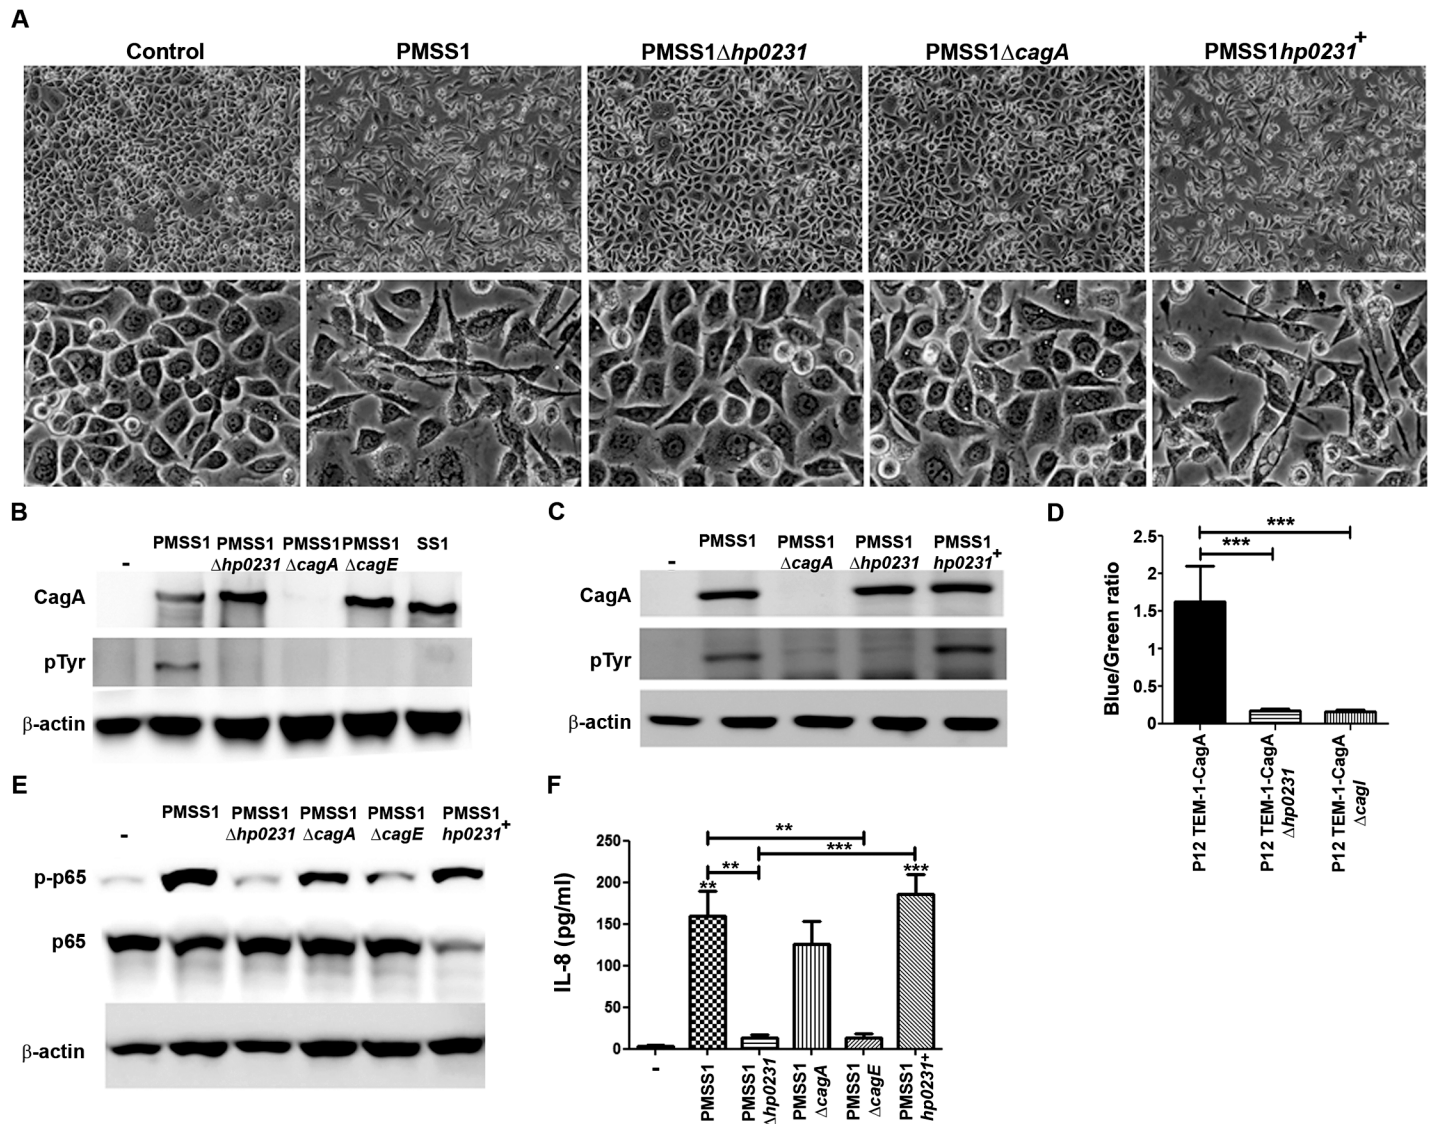 A
Control
PMSS1
PMSS1Δhp0231
PMSS1ΔcagA
PMSS1hp0231+
B
-
PMSS1
PMSS1
Δhp0231
PMSS1
ΔcagA
PMSS1
ΔcagE
SS1
CagA
pTyr
β-actin
C
-
PMSS1
PMSS1
ΔcagA
PMSS1
Δhp0231
PMSS1
hp0231+
CagA
pTyr
β-actin
D
Blue/Green ratio
2.5
2
1.5
1
0.5
0
***
***
P12 TEM-1-CagA
P12 TEM-1-CagA
Δhp0231
P12 TEM-1-CagA
ΔcagI
E
-
PMSS1
PMSS1
Δhp0231
PMSS1
ΔcagA
PMSS1
ΔcagE
PMSS1
hp0231+
p-p65
p65
β-actin
F
IL-8 (pg/ml)
250
200
150
100
50
0
**
***
**
**
***
-
PMSS1
PMSS1
Δhp0231
PMSS1
ΔcagA
PMSS1
ΔcagE
PMSS1
hp0231+